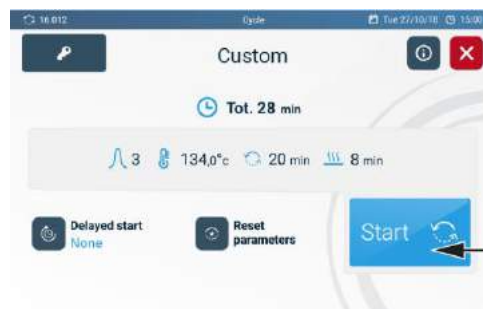 16 012 Cycle Tue 27/10/18 15:00
Custom
Tot. 28 min
3 134,0°c 20 min 8 min
Delayed start
None
Reset
parameters
Start